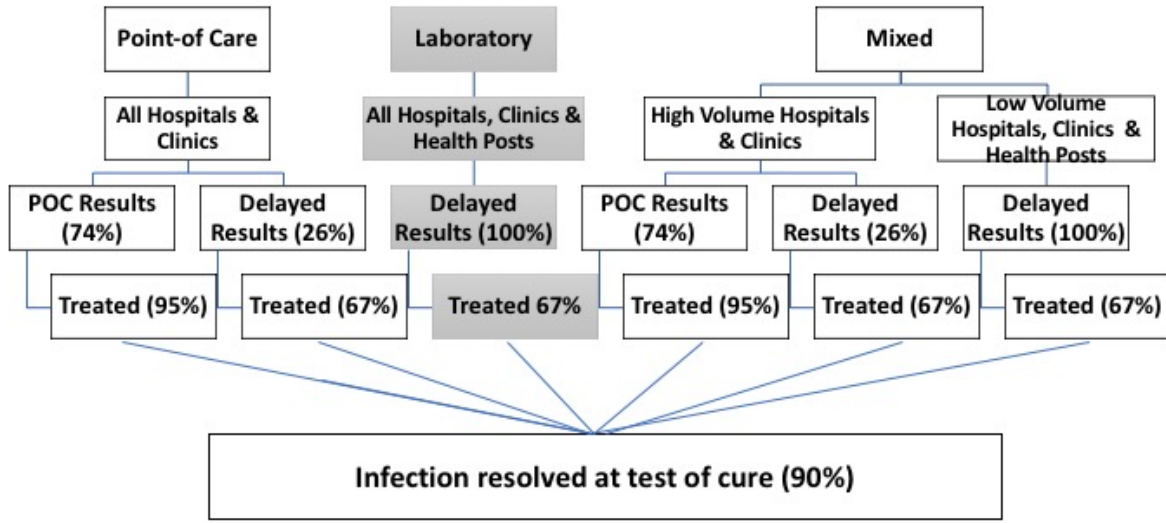 Point-of Care
Laboratory
Mixed
All Hospitals &
Clinics
All Hospitals, Clinics &
Health Posts
High Volume Hospitals
& Clinics
Low Volume
Hospitals, Clinics &
Health Posts
POC Results
(74%)
Delayed
Results (26%)
Delayed
Results (100%)
POC Results
(74%)
Delayed
Results (26%)
Delayed
Results (100%)
Treated (95%)
Treated (67%)
Treated 67%
Treated (95%)
Treated (67%)
Treated (67%)
Infection resolved at test of cure (90%)